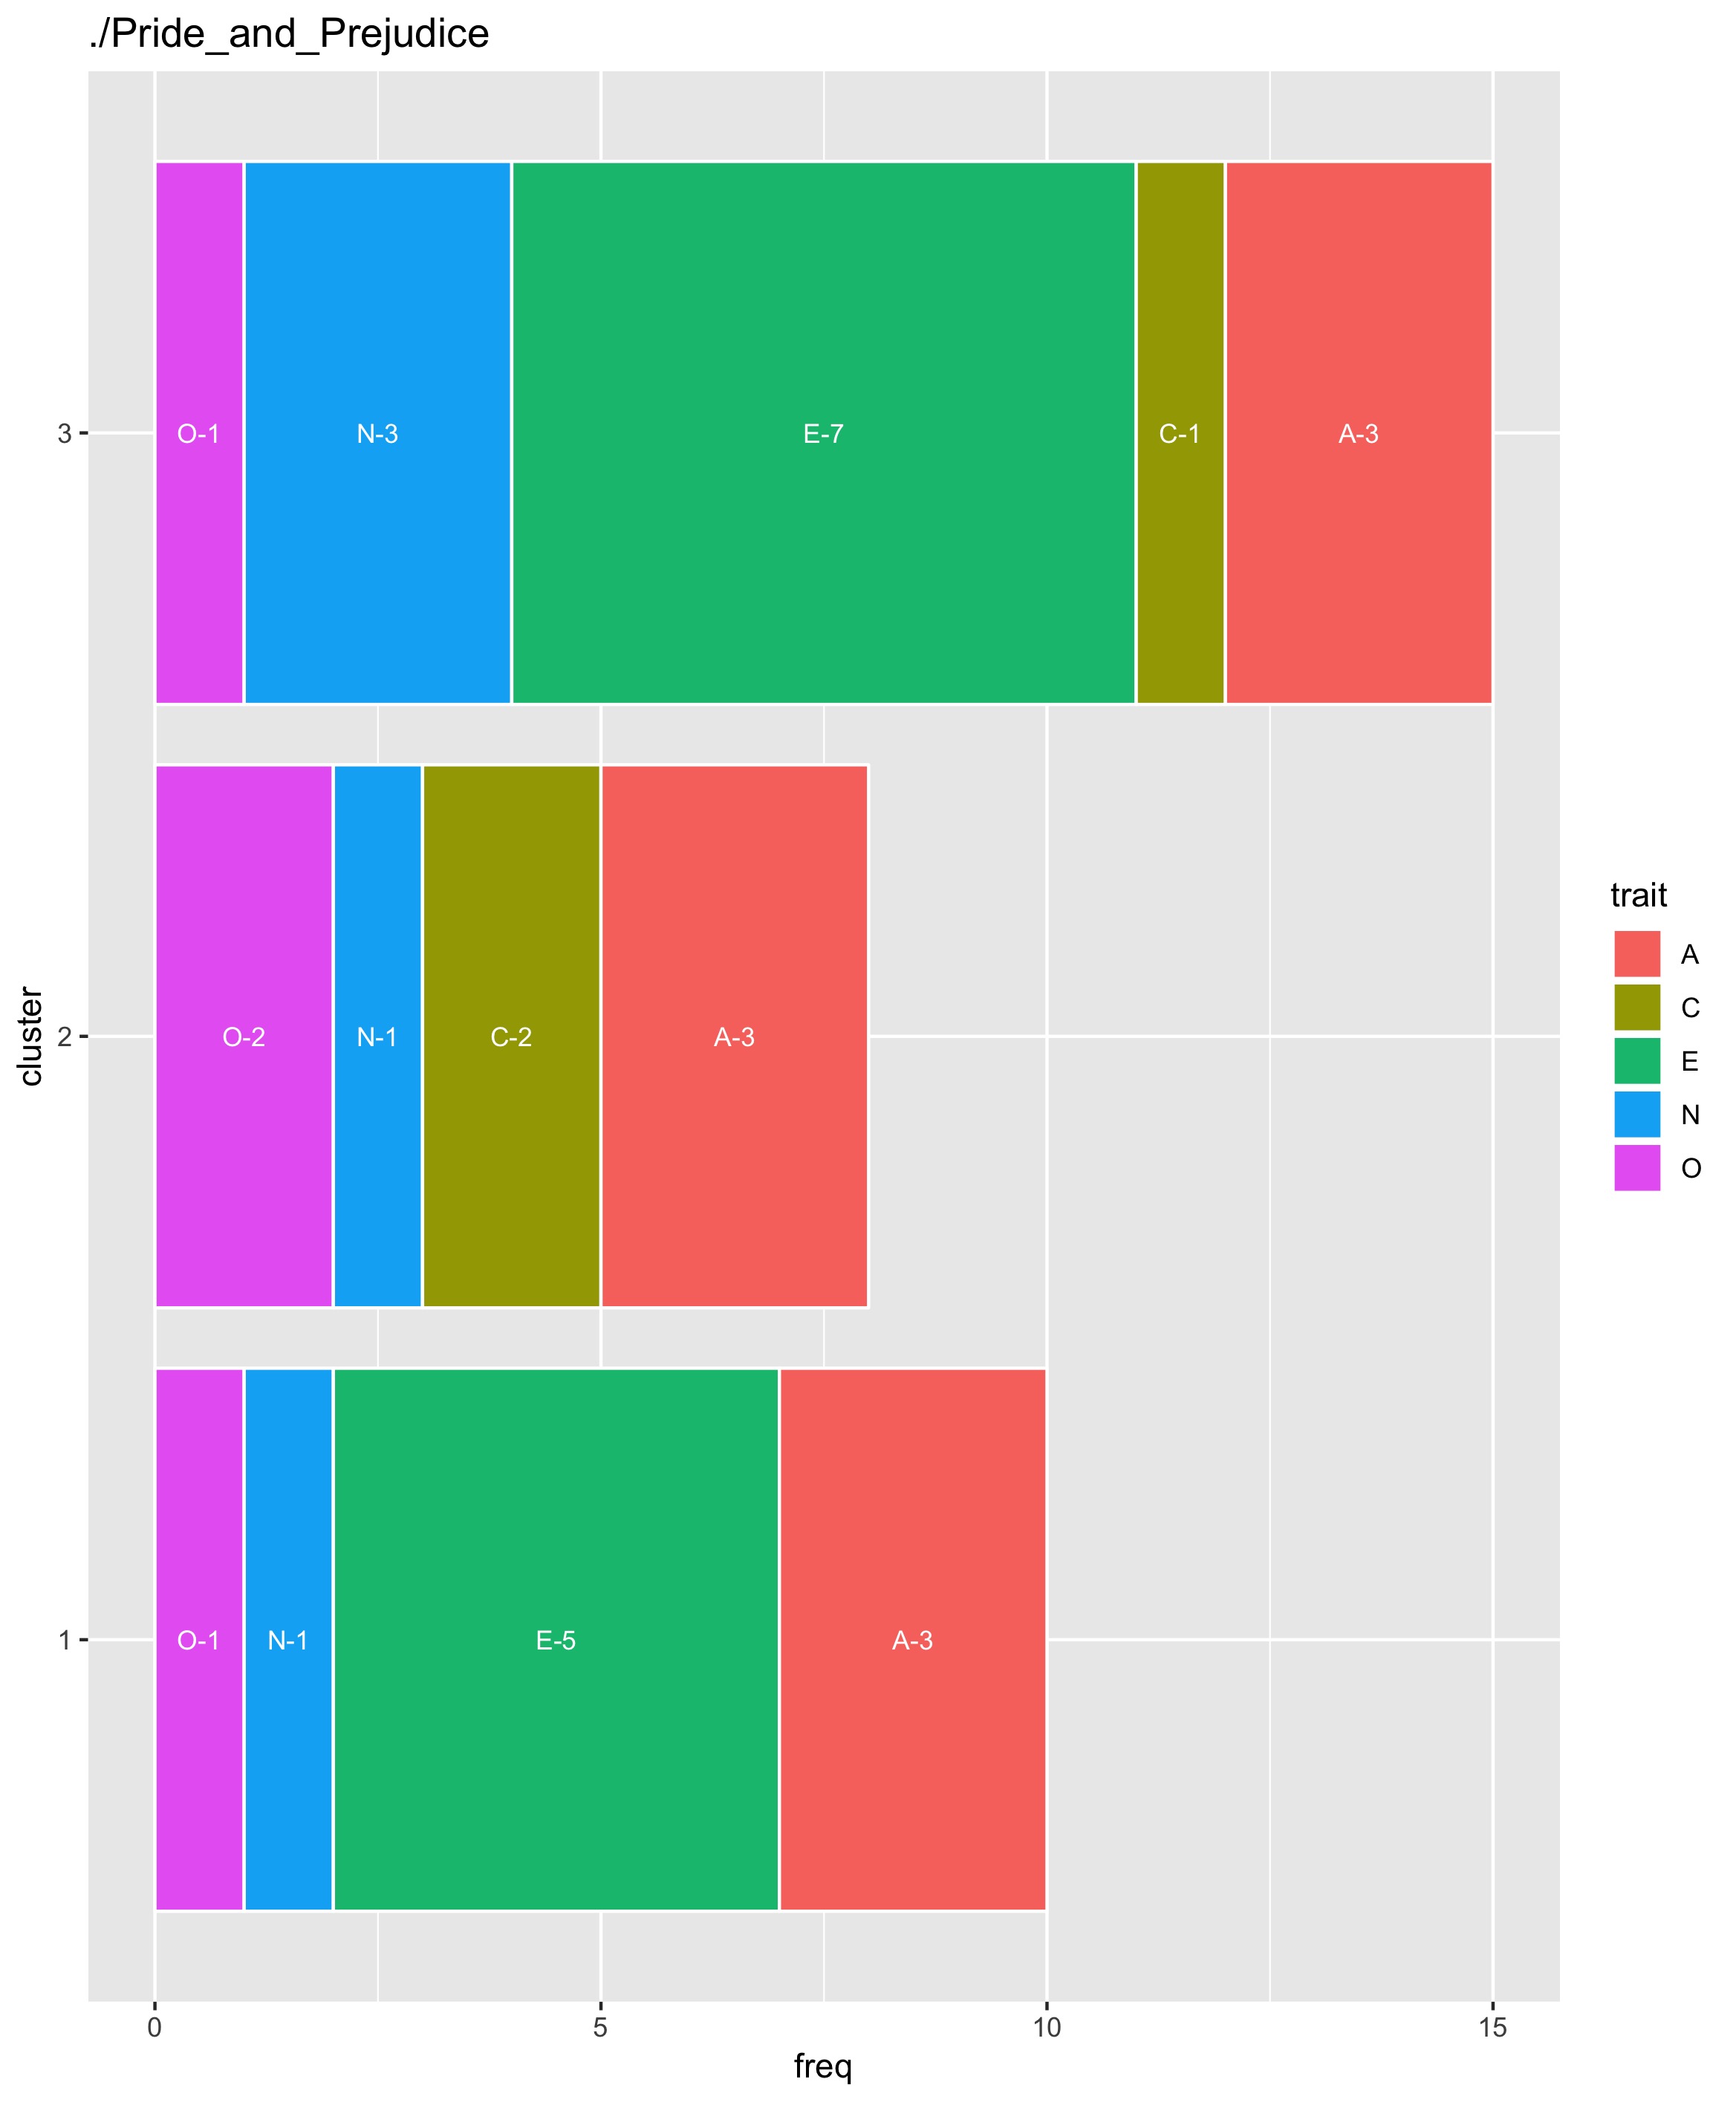 ./Pride_and_Prejudice
cluster
3
O-1 N-3 E-7 C-1 A-3
2
O-2 N-1 C-2 A-3
1
O-1 N-1 E-5 A-3
0 5 10 15
freq
trait
A
C
E
N
O